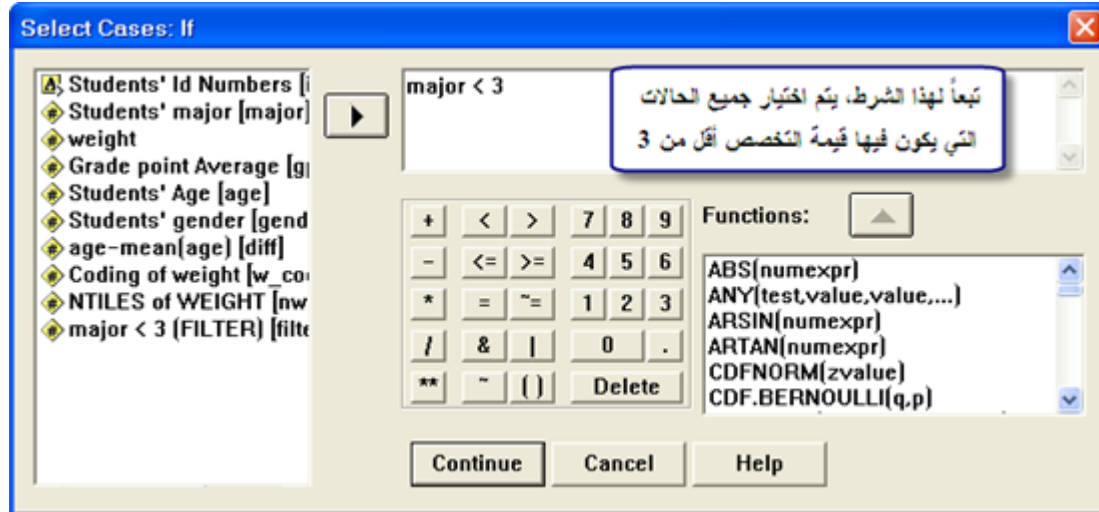 Select Cases: If
Students' Id Numbers [i
Students' major [major]
weight
Grade point Average [g
Students' Age [age]
Students' gender [gend
age-mean(age) [diff]
Coding of weight [w_co
NTILES of WEIGHT [nw
major < 3 (FILTER) [filte
major < 3
تبعاً لهذا الشرط، يتم اختيار جميع الحالات
التي يكون فيها قيمة التخصص أقل من 3
+ < > 7 8 9
- <= >= 4 5 6
* = ~= 1 2 3
/ & | 0 .
** ~ ( ) Delete
Functions:
ABS(numexpr)
ANY(test,value,value,...)
ARSIN(numexpr)
ARTAN(numexpr)
CDFNORM(zvalue)
CDF.BERNOULLI(q,p)
Continue Cancel Help